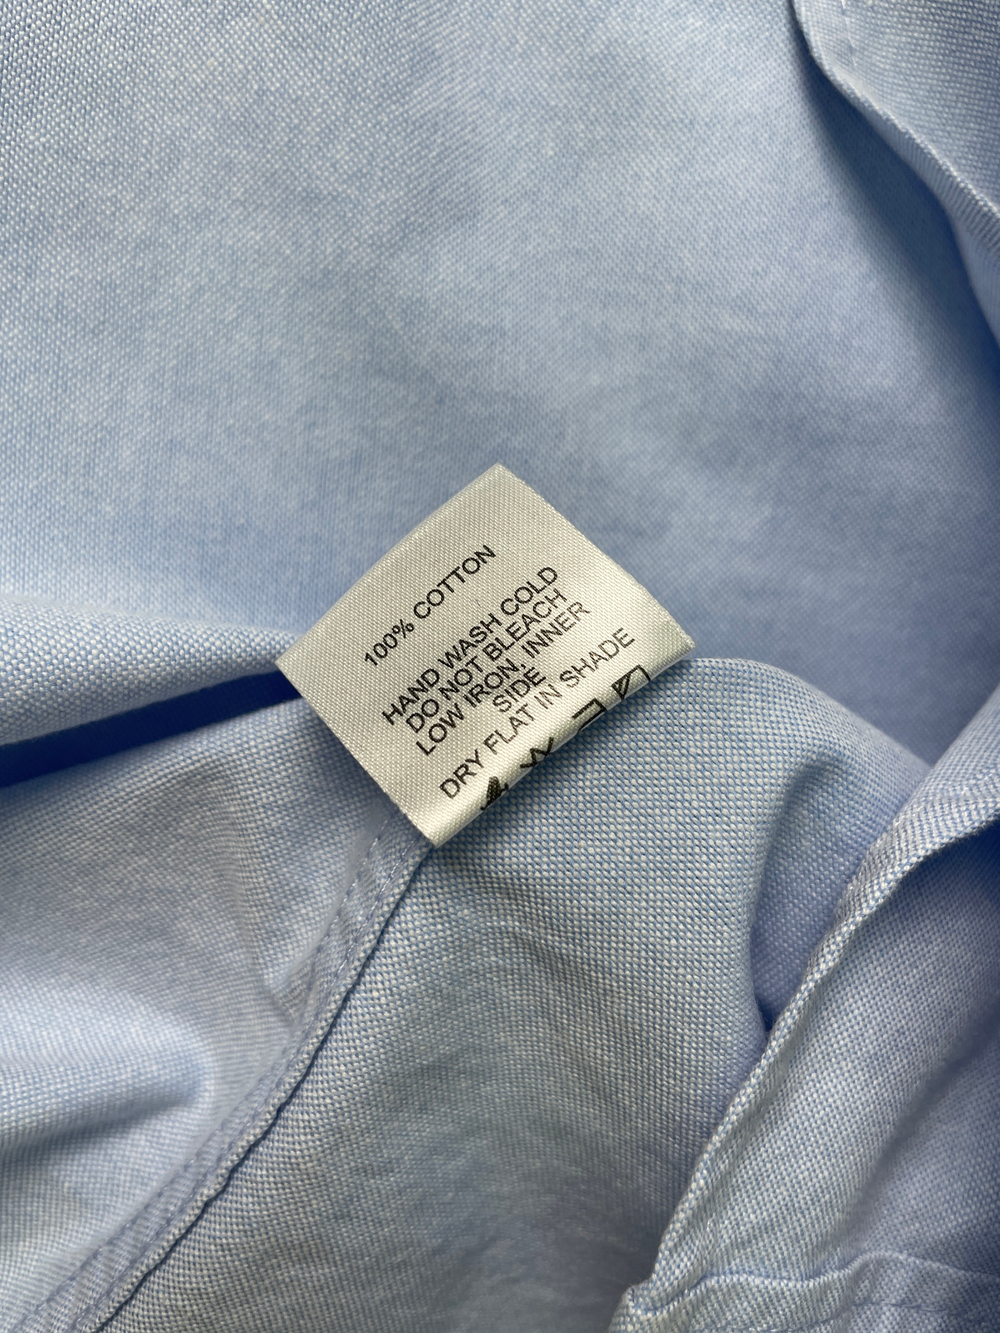 100% COTTON
HAND WASH COLD
DO NOT BLEACH
LOW IRON, INNER
SIDE,
DRY FLAT IN SHADE